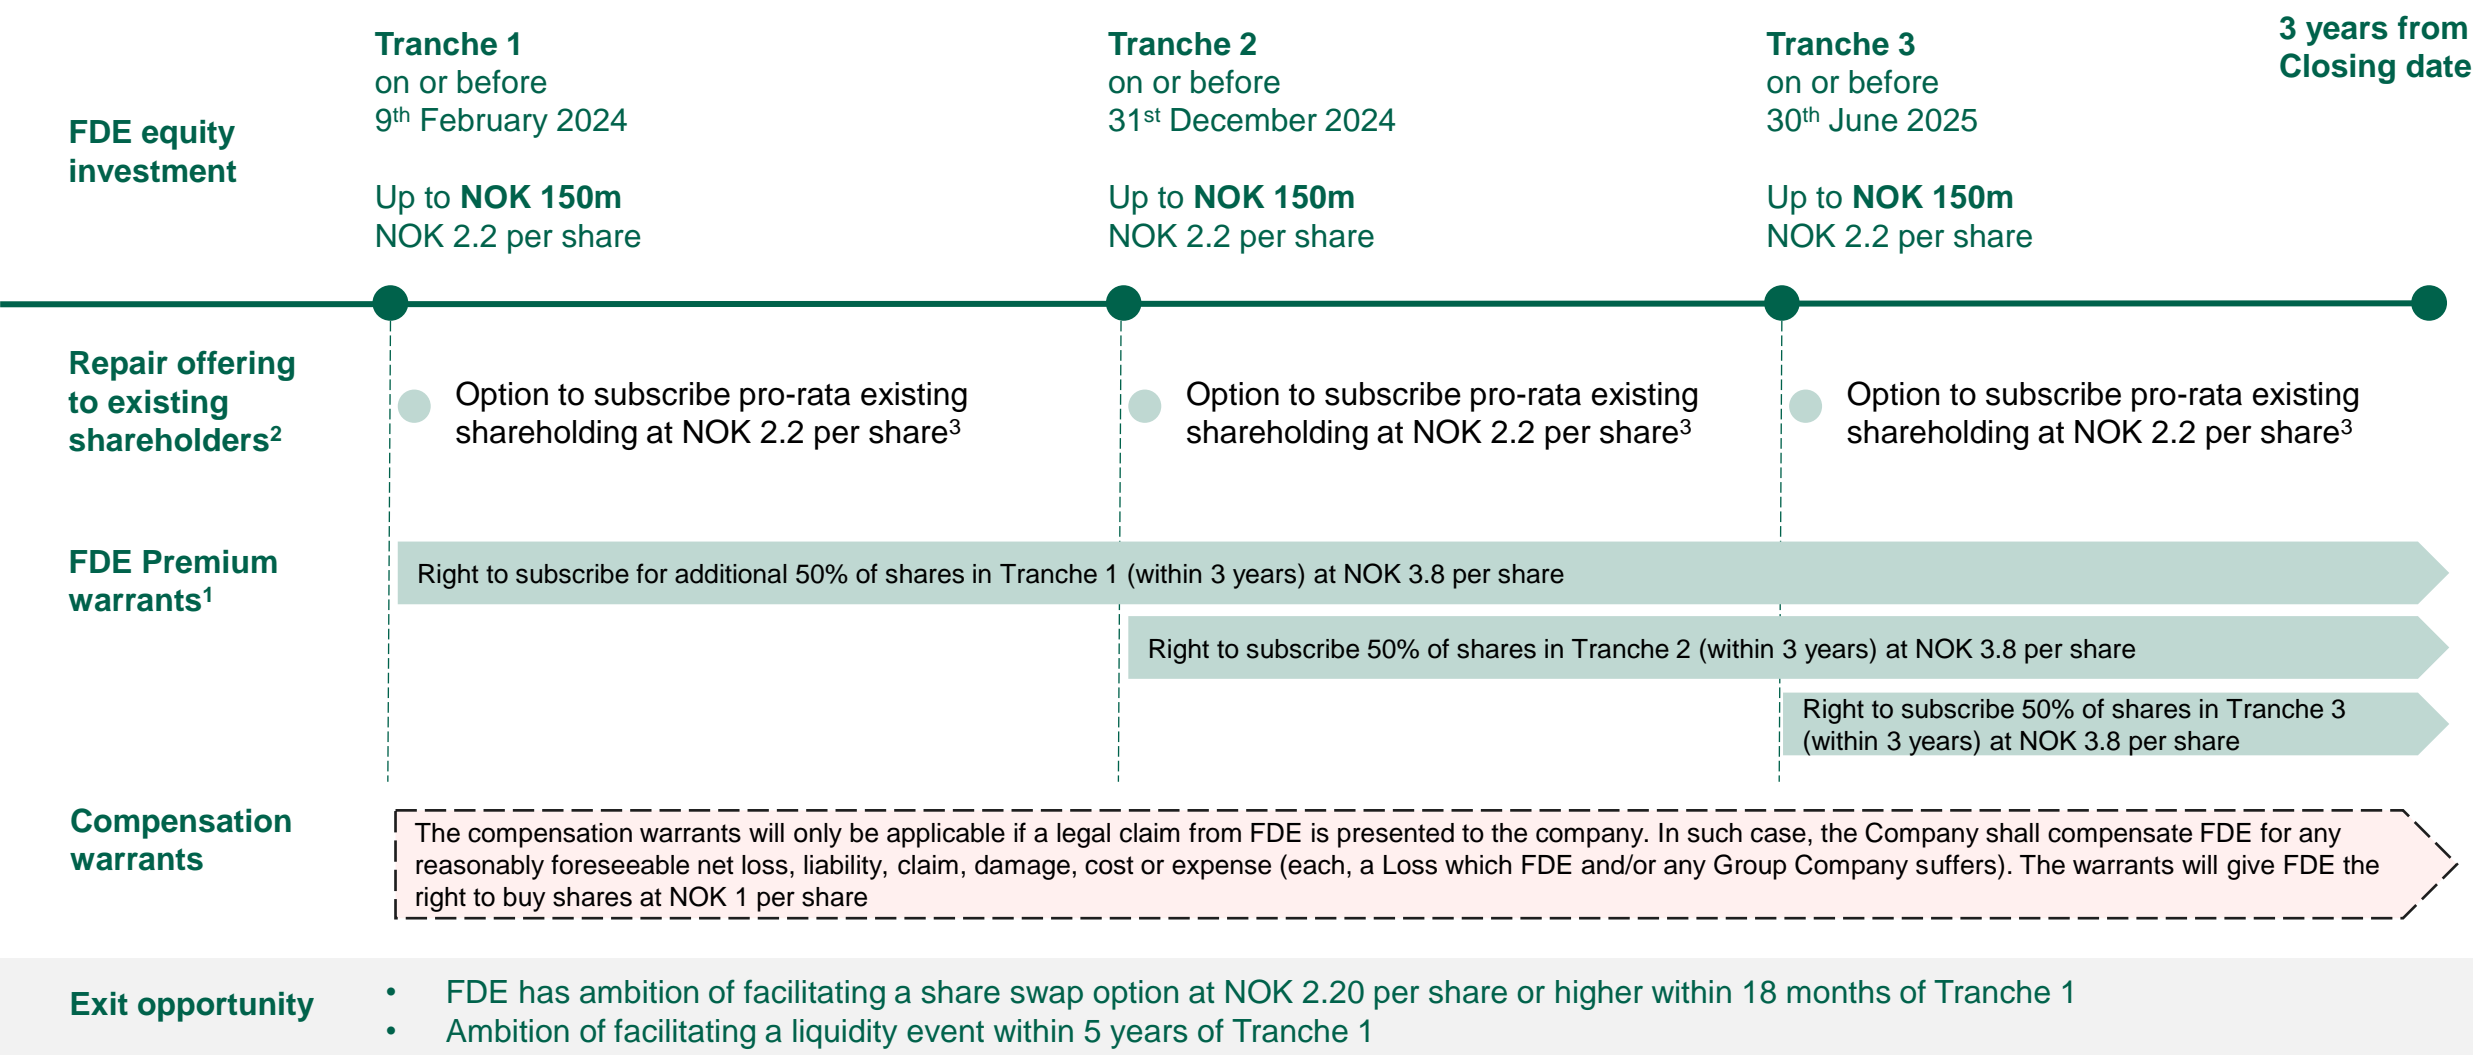 3 years from
Closing date
Tranche 1
on or before
9th February 2024
Up to NOK 150m
NOK 2.2 per share
Tranche 2
on or before
31st December 2024
Up to NOK 150m
NOK 2.2 per share
Tranche 3
on or before
30th June 2025
Up to NOK 150m
NOK 2.2 per share
FDE equity
investment
Repair offering
to existing
shareholders2
Option to subscribe pro-rata existing
shareholding at NOK 2.2 per share3
Option to subscribe pro-rata existing
shareholding at NOK 2.2 per share3
Option to subscribe pro-rata existing
shareholding at NOK 2.2 per share3
FDE Premium
warrants1
Right to subscribe for additional 50% of shares in Tranche 1 (within 3 years) at NOK 3.8 per share
Right to subscribe 50% of shares in Tranche 2 (within 3 years) at NOK 3.8 per share
Right to subscribe 50% of shares in Tranche 3
(within 3 years) at NOK 3.8 per share
Compensation
warrants
The compensation warrants will only be applicable if a legal claim from FDE is presented to the company. In such case, the Company shall compensate FDE for any
reasonably foreseeable net loss, liability, claim, damage, cost or expense (each, a Loss which FDE and/or any Group Company suffers). The warrants will give FDE the
right to buy shares at NOK 1 per share
Exit opportunity
• FDE has ambition of facilitating a share swap option at NOK 2.20 per share or higher within 18 months of Tranche 1
• Ambition of facilitating a liquidity event within 5 years of Tranche 1